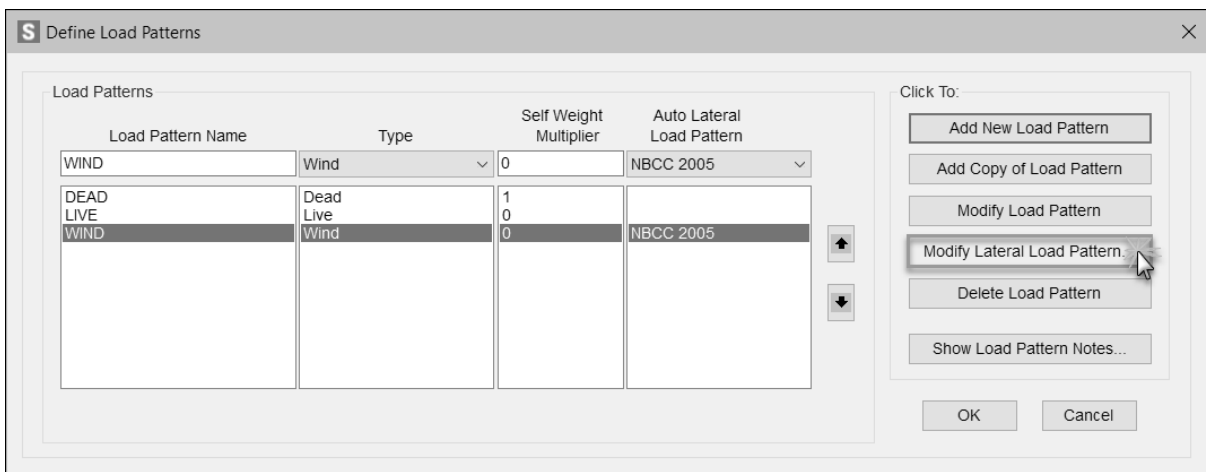 S Define Load Patterns
Load Patterns
Click To:
Load Pattern Name
Type
Self Weight
Multiplier
Auto Lateral
Load Pattern
WIND Wind 0 NBCC 2005
DEAD Dead 1
LIVE Live 0
WIND Wind 0 NBCC 2005
Add New Load Pattern
Add Copy of Load Pattern
Modify Load Pattern
Modify Lateral Load Pattern.
Delete Load Pattern
Show Load Pattern Notes...
OK Cancel